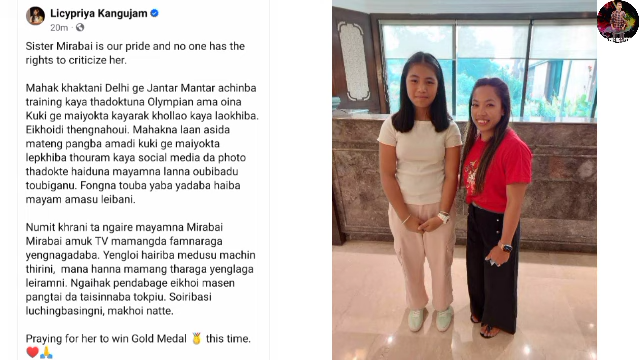 Licypriya Kangujam
20m
Sister Mirabai is our pride and no one has the
rights to criticize her.
Mahak khaktani Delhi ge Jantar Mantar achinba
training kaya thadoktuna Olympian ama oina
Kuki ge maiyokta kayarak khollao kaya laokhiba.
Eikhoidi thengnahoui. Mahakna laan asida
mateng pangba amadi kuki ge maiyokta
lepkhiba thouram kaya social media da photo
thadokte haiduna mayamna lanna oubibadu
toubiganu. Fongna touba yaba yadaba haiba
mayam amasu leibani.
Numit khrani ta ngaire mayamna Mirabai
Mirabai amuk TV mamangda famnaraga
yengnagadaba. Yengloi hairiba medusu machin
thirini, mana hanna mamang tharaga yenglaga
leiramni. Ngaihak pendabage eikhoi masen
pangtai da taisinnaba tokpiu. Soiribasi
luchingbasingni, makhoi natte.
Praying for her to win Gold Medal 🥇 this time.
❤️🙏